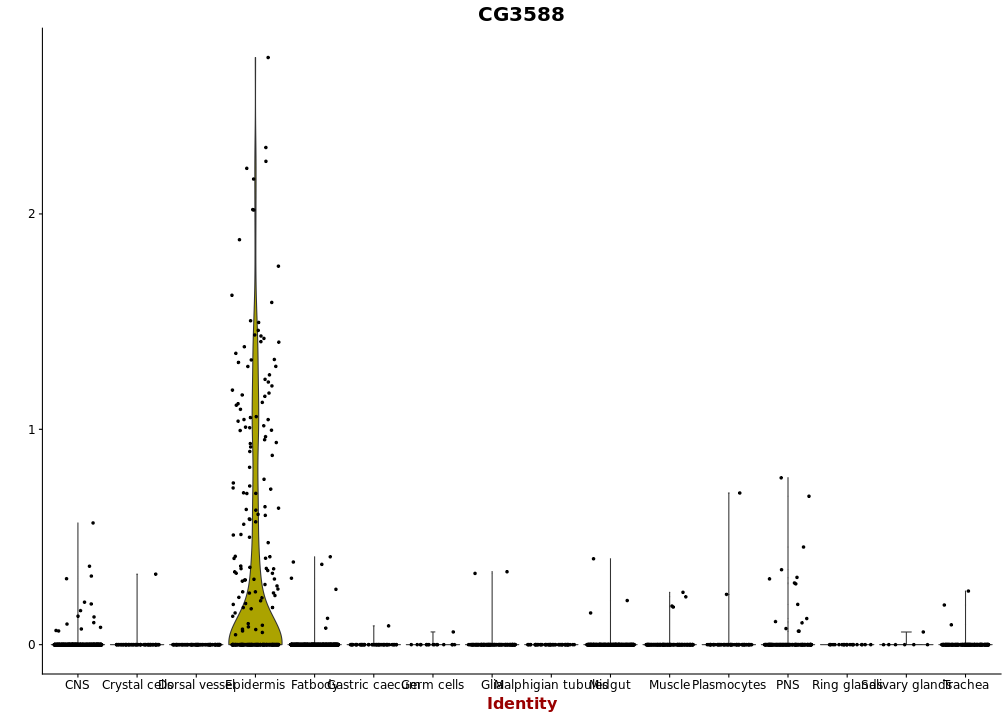 CG3588
2
1
0
CNS Crystal cells Dorsal vessel Epidermis Fatbody Gastric caecum Germ cells Glia Malphigian tubules Midgut Muscle Plasmocytes PNS Ring glands Salivary glands Trachea
Identity